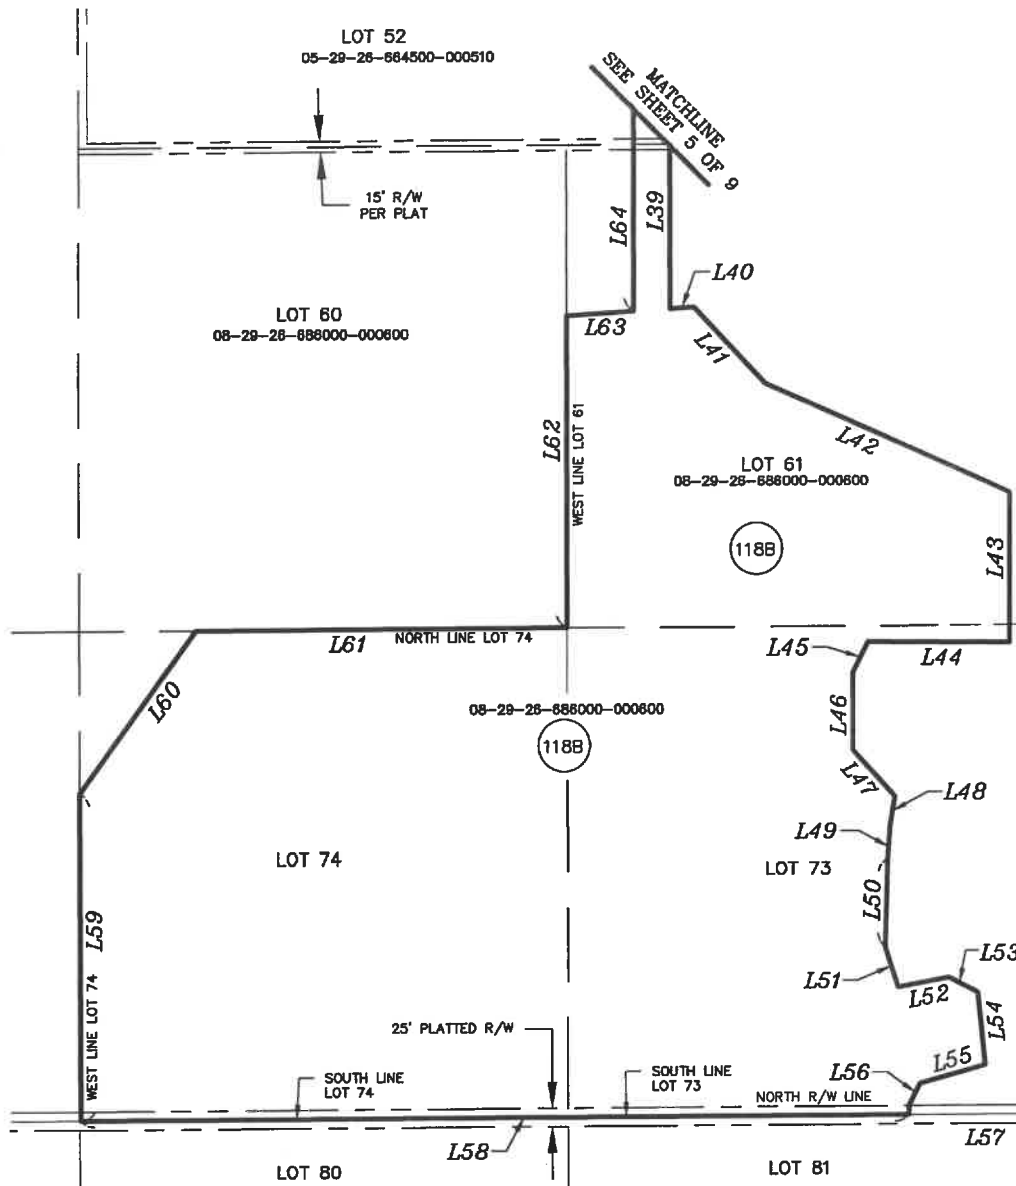 LOT 52
05-29-26-664500-000510
MATCHLINE
SEE SHEET 5 OF 9
15' R/W
PER PLAT
L64
L39
L40
L63
L41
LOT 60
08-29-26-686000-000600
L62
WEST LINE LOT 61
L42
LOT 61
08-29-26-686000-000600
118B
L43
L61
NORTH LINE LOT 74
L45
L44
L60
08-29-26-686000-000600
118B
L46
L47
L48
L49
LOT 74
LOT 73
L50
L59
WEST LINE LOT 74
L51
L52
L53
L54
25' PLATTED R/W
L55
L56
SOUTH LINE
LOT 74
SOUTH LINE
LOT 73
NORTH R/W LINE
L57
L58
LOT 80
LOT 81